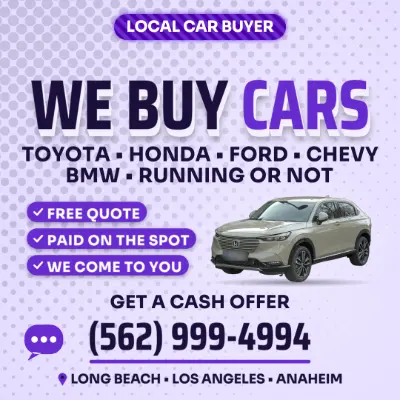 LOCAL CAR BUYER
WE BUY CARS
TOYOTA ▪ HONDA ▪ FORD ▪ CHEVY
BMW ▪ RUNNING OR NOT
✓ FREE QUOTE
✓ PAID ON THE SPOT
✓ WE COME TO YOU
GET A CASH OFFER
(562) 999-4994
LONG BEACH ▪ LOS ANGELES ▪ ANAHEIM